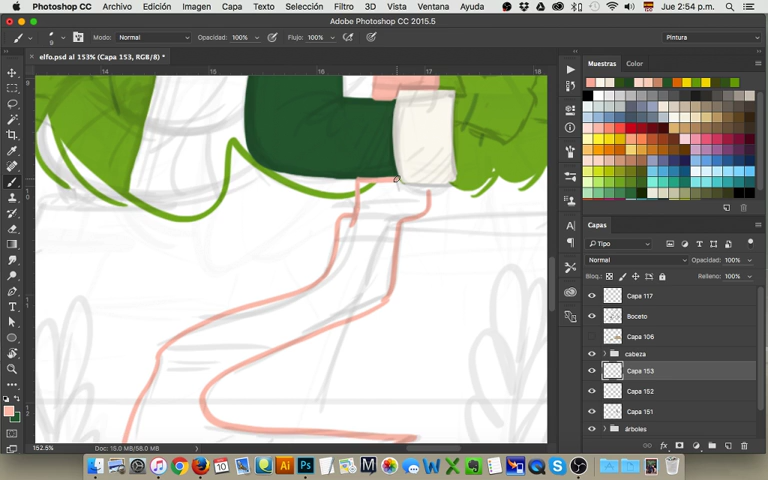 Photoshop CC Archivo Edición Imagen Capa Texto Selección Filtro 3D Vista Ventana Ayuda Jue 2:54 p.m.
Adobe Photoshop CC 2015.5
9 Modo: Normal Opacidad: 100% Flujo: 100% Pintura
elfo.psd al 153% (Capa 153, RGB/8) *
14 15 16 17 18
Muestras Color
Capas
Tipo
Normal Opacidad: 100%
Bloq.: Relleno: 100%
Capa 117
Boceto
Capa 106
cabeza
Capa 153
Capa 152
Capa 151
árboles
152.5% Doc: 15.0 MB/58.0 MB